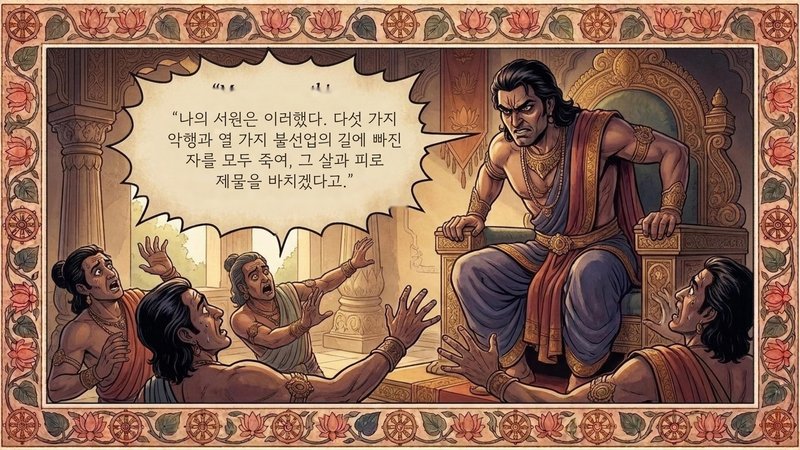 “나의 서원은 이러했다. 다섯 가지
악행과 열 가지 불선업의 길에 빠진
자를 모두 죽여, 그 살과 피로
제물을 바치겠다고.”